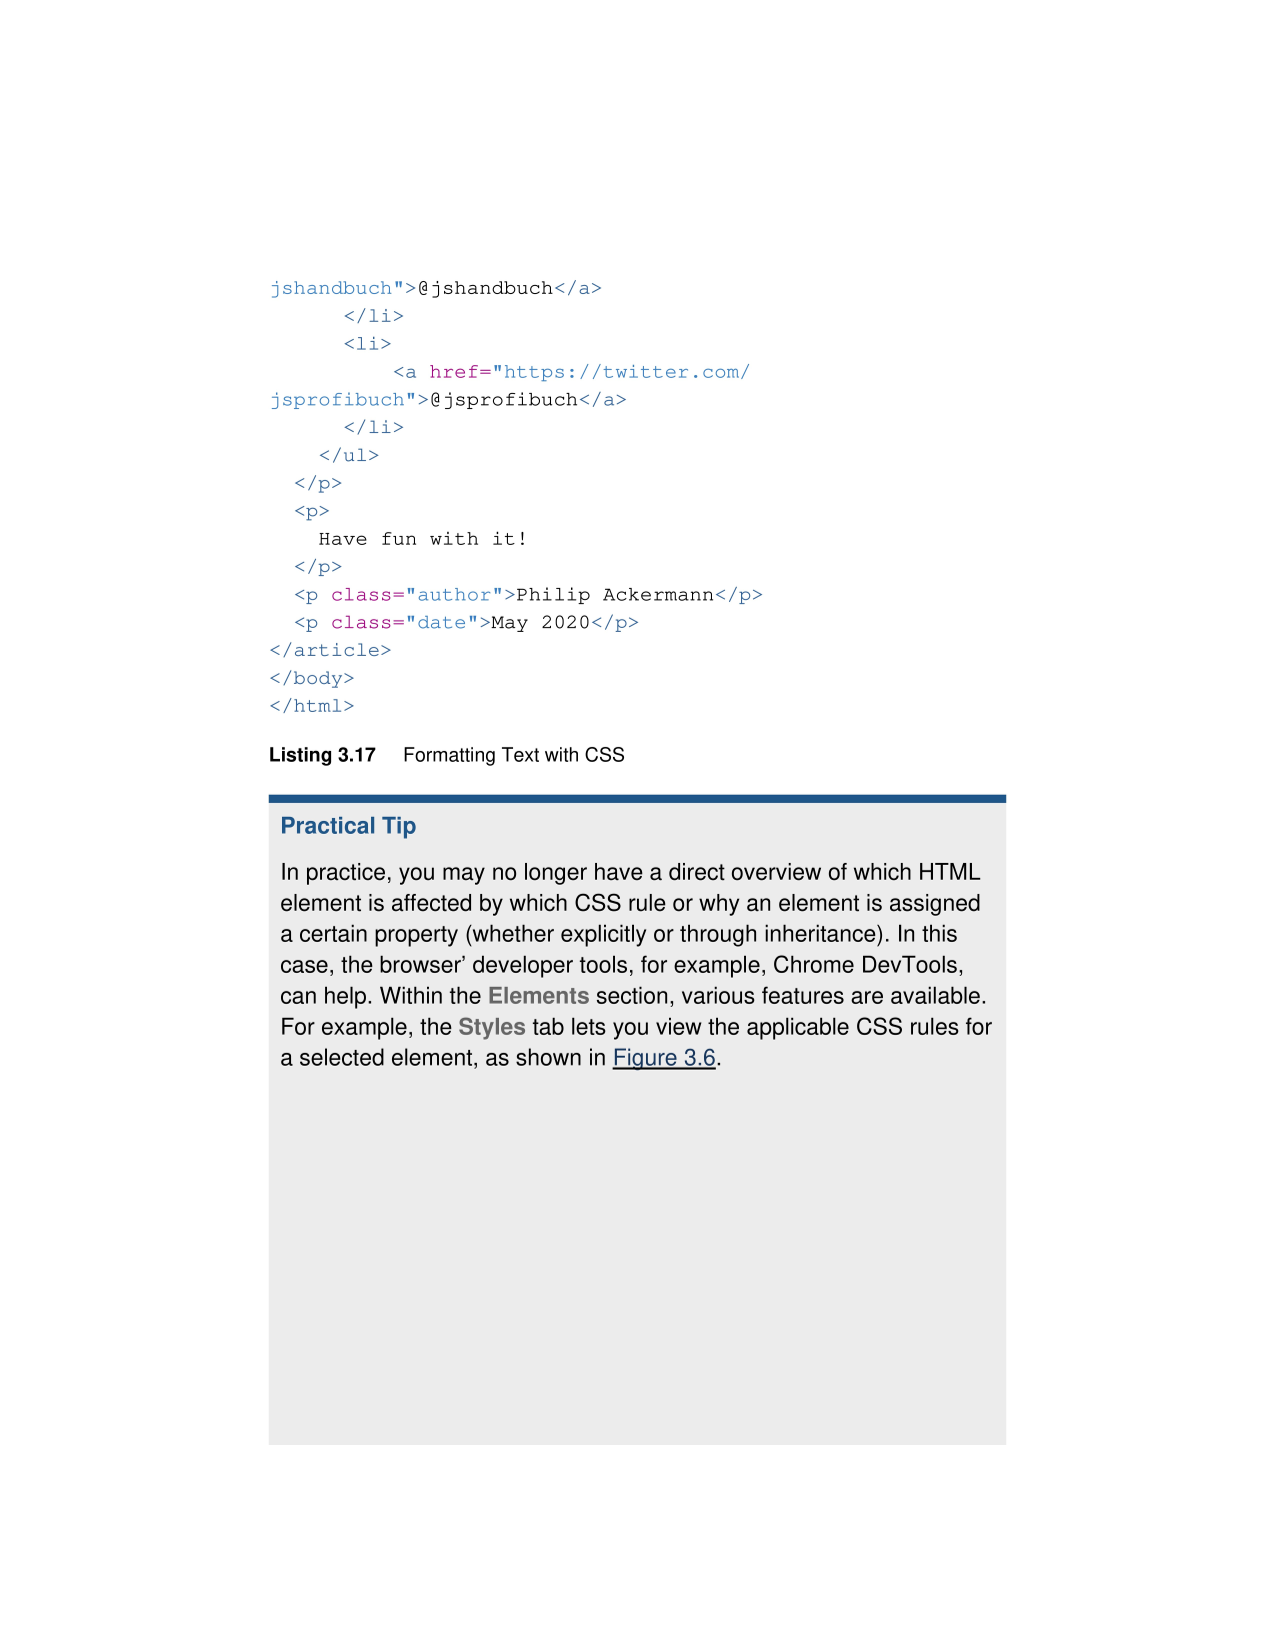 jshandbuch">@jshandbuch</a>
      </li>
      <li>
          <a href="https://twitter.com/
jsprofibuch">@jsprofibuch</a>
      </li>
    </ul>
  </p>
  <p>
    Have fun with it!
  </p>
  <p class="author">Philip Ackermann</p>
  <p class="date">May 2020</p>
</article>
</body>
</html>
Listing 3.17 Formatting Text with CSS
Practical Tip
In practice, you may no longer have a direct overview of which HTML
element is affected by which CSS rule or why an element is assigned
a certain property (whether explicitly or through inheritance). In this
case, the browser’ developer tools, for example, Chrome DevTools,
can help. Within the Elements section, various features are available.
For example, the Styles tab lets you view the applicable CSS rules for
a selected element, as shown in Figure 3.6.